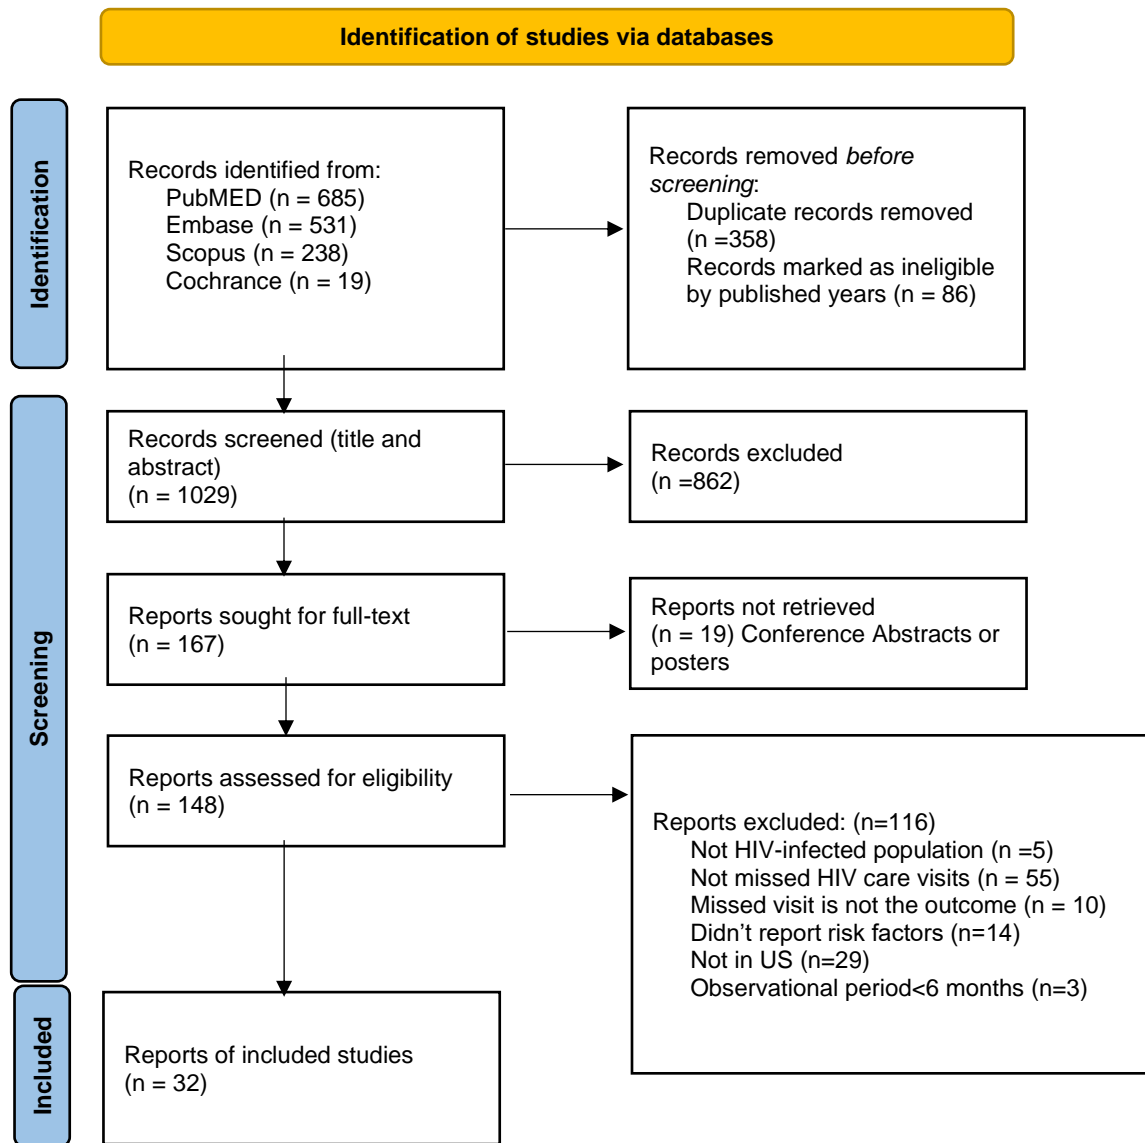 Identification of studies via databases
Identification
Records identified from:
PubMED (n = 685)
Embase (n = 531)
Scopus (n = 238)
Cochrance (n = 19)
Records removed before
screening:
Duplicate records removed
(n =358)
Records marked as ineligible
by published years (n = 86)
Screening
Records screened (title and
abstract)
(n = 1029)
Records excluded
(n =862)
Reports sought for full-text
(n = 167)
Reports not retrieved
(n = 19) Conference Abstracts or
posters
Reports assessed for eligibility
(n = 148)
Reports excluded: (n=116)
Not HIV-infected population (n =5)
Not missed HIV care visits (n = 55)
Missed visit is not the outcome (n = 10)
Didn’t report risk factors (n=14)
Not in US (n=29)
Observational period<6 months (n=3)
Included
Reports of included studies
(n = 32)